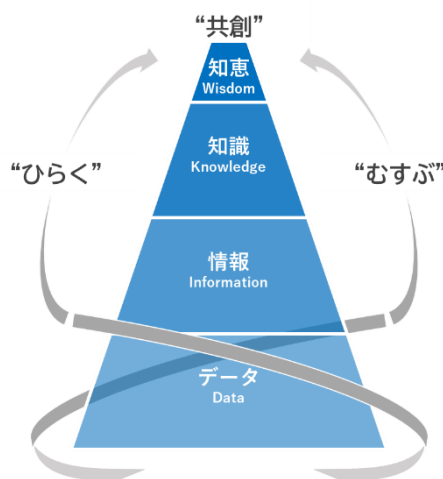 “共創”
知恵
Wisdom
知識
Knowledge
“ひらく”
“むすぶ”
情報
Information
データ
Data